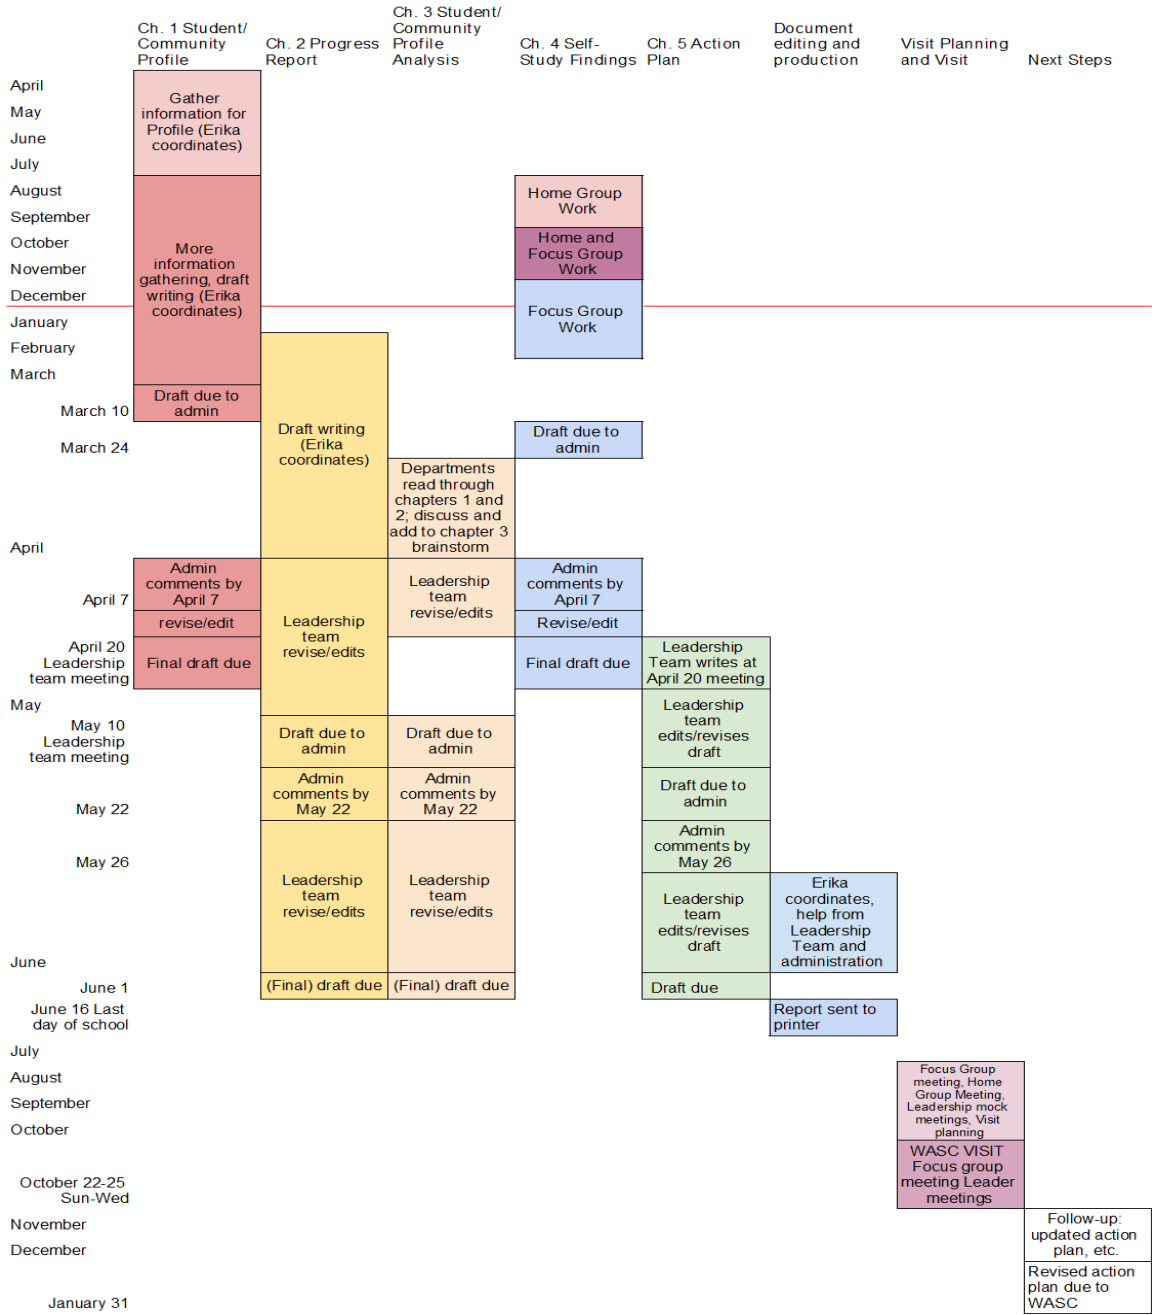 Ch. 1 Student/
Community
Profile
Ch. 2 Progress
Report
Ch. 3 Student/
Community
Profile
Analysis
Ch. 4 Self-
Study Findings
Ch. 5 Action
Plan
Document
editing and
production
Visit Planning
and Visit
Next Steps
April
May
June
July
Gather
information for
Profile (Erika
coordinates)
August
September
October
November
December
January
February
March
More
information
gathering, draft
writing (Erika
coordinates)
Home Group
Work
Home and
Focus Group
Work
Focus Group
Work
March 10
Draft due to
admin
March 24
Draft writing
(Erika
coordinates)
Draft due to
admin
Departments
read through
chapters 1 and
2; discuss and
add to chapter 3
brainstorm
April
April 7
Admin
comments by
April 7
revise/edit
Leadership
team
revise/edits
Leadership
team
revise/edits
Admin
comments by
April 7
Revise/edit
April 20
Leadership
team meeting
Final draft due
Final draft due
Leadership
Team writes at
April 20 meeting
May
Leadership
team
edits/revises
draft
May 10
Leadership
team meeting
Draft due to
admin
Draft due to
admin
May 22
Admin
comments by
May 22
Admin
comments by
May 22
Draft due to
admin
May 26
Admin
comments by
May 26
Leadership
team
revise/edits
Leadership
team
revise/edits
Leadership
team
edits/revises
draft
Erika
coordinates,
help from
Leadership
Team and
administration
June
June 1
(Final) draft due
(Final) draft due
Draft due
June 16 Last
day of school
Report sent to
printer
July
August
September
October
Focus Group
meeting, Home
Group Meeting,
Leadership mock
meetings, Visit
planning
October 22-25
Sun-Wed
WASC VISIT
Focus group
meeting Leader
meetings
November
December
Follow-up:
updated action
plan, etc.
January 31
Revised action
plan due to
WASC